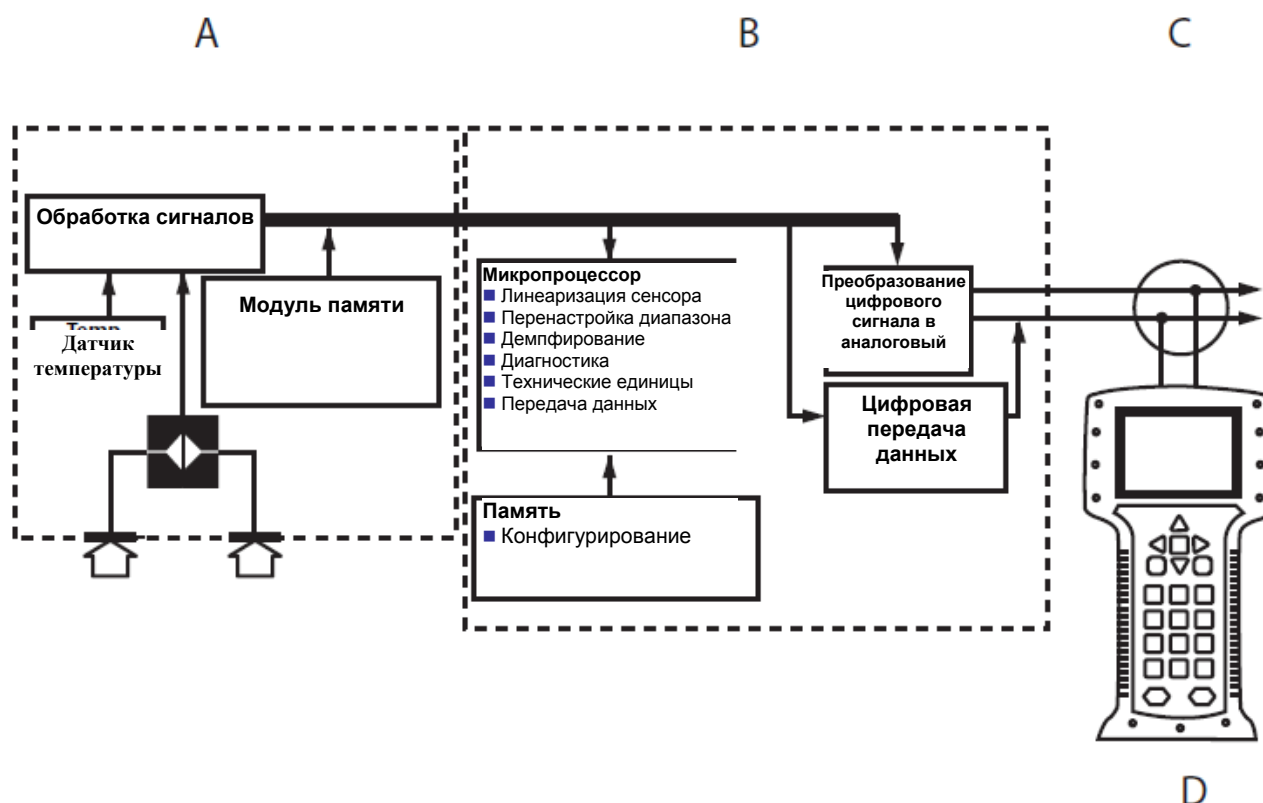 A
B
C
Обработка сигналов
Модуль памяти
Датчик
температуры
Микропроцессор
Линеаризация сенсора
Перенастройка диапазона
Демпфирование
Диагностика
Технические единицы
Передача данных
Память
Конфигурирование
Преобразование
цифрового
сигнала в
аналоговый
Цифровая
передача
данных
D